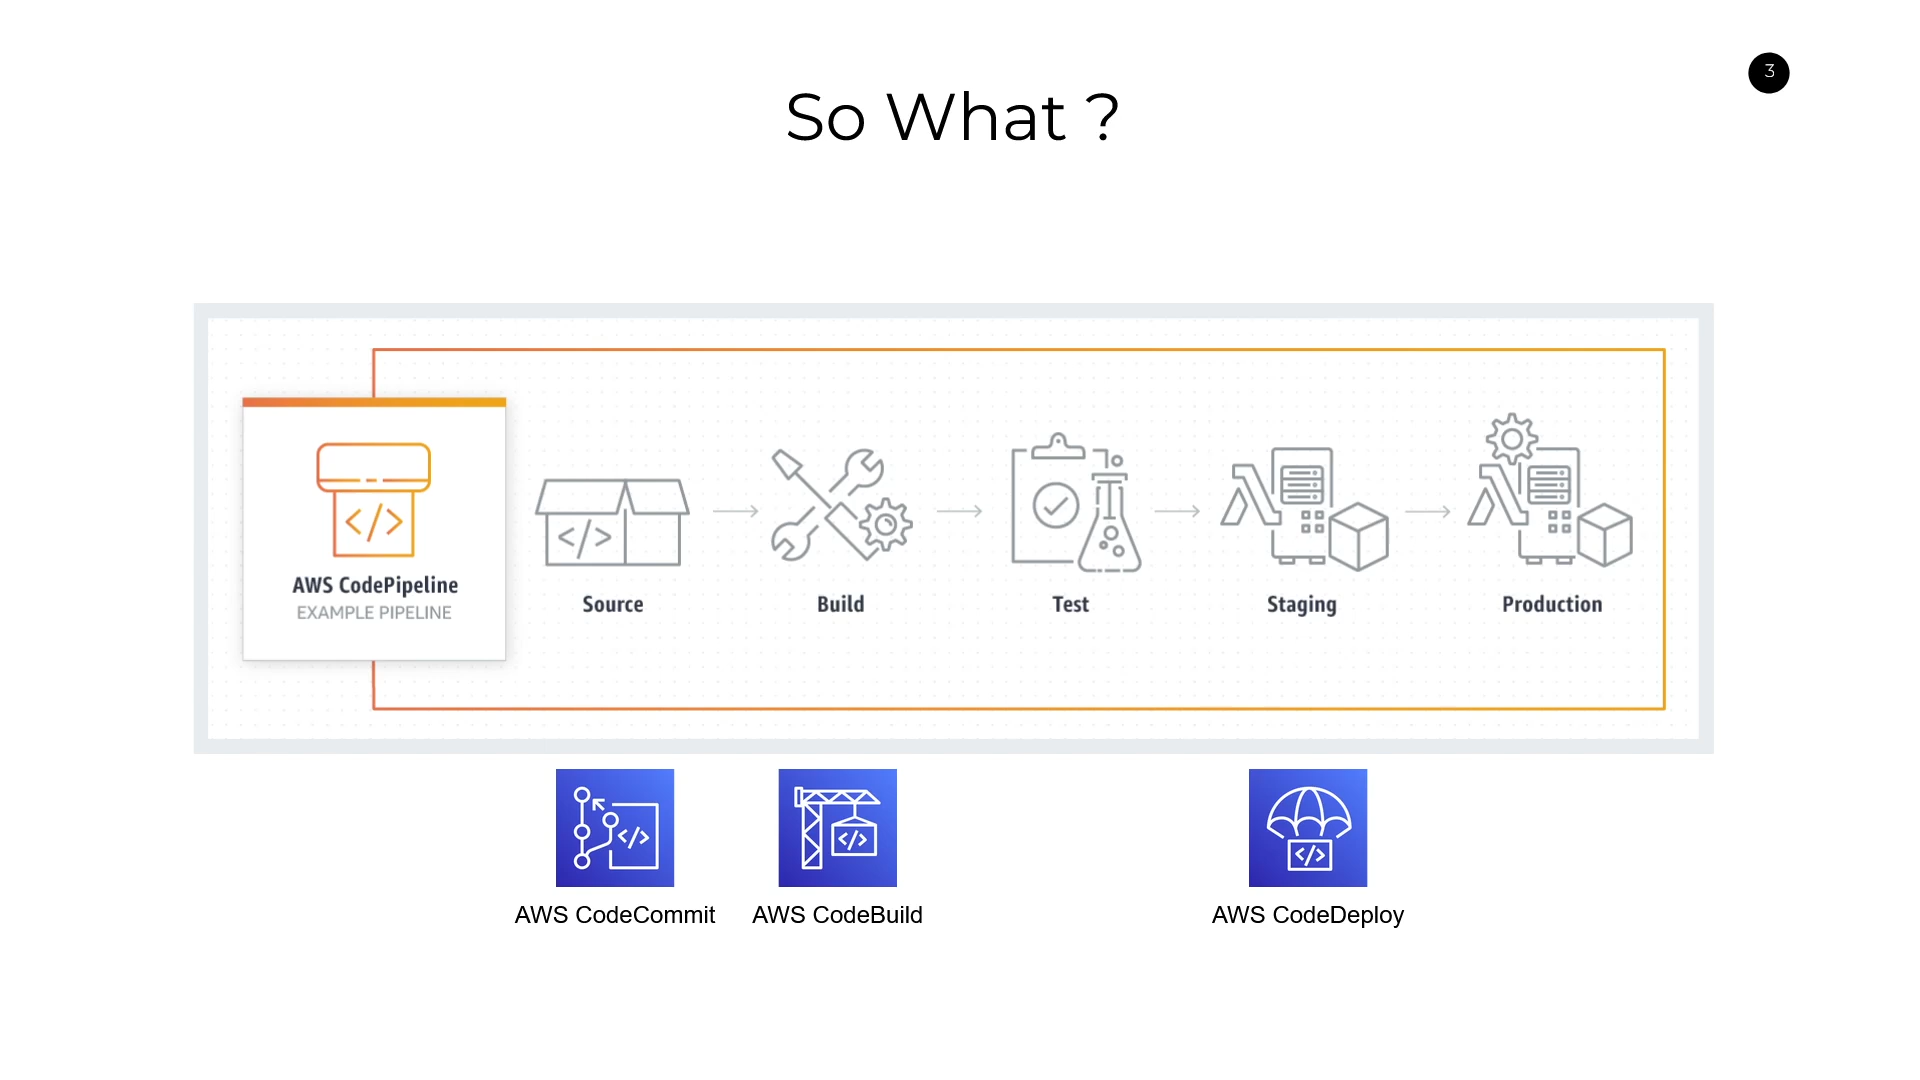 3
So What ?
AWS CodePipeline
EXAMPLE PIPELINE
</>
</>
Source
Build
Test
Staging
Production
</>
</>
</>
AWS CodeCommit
AWS CodeBuild
AWS CodeDeploy